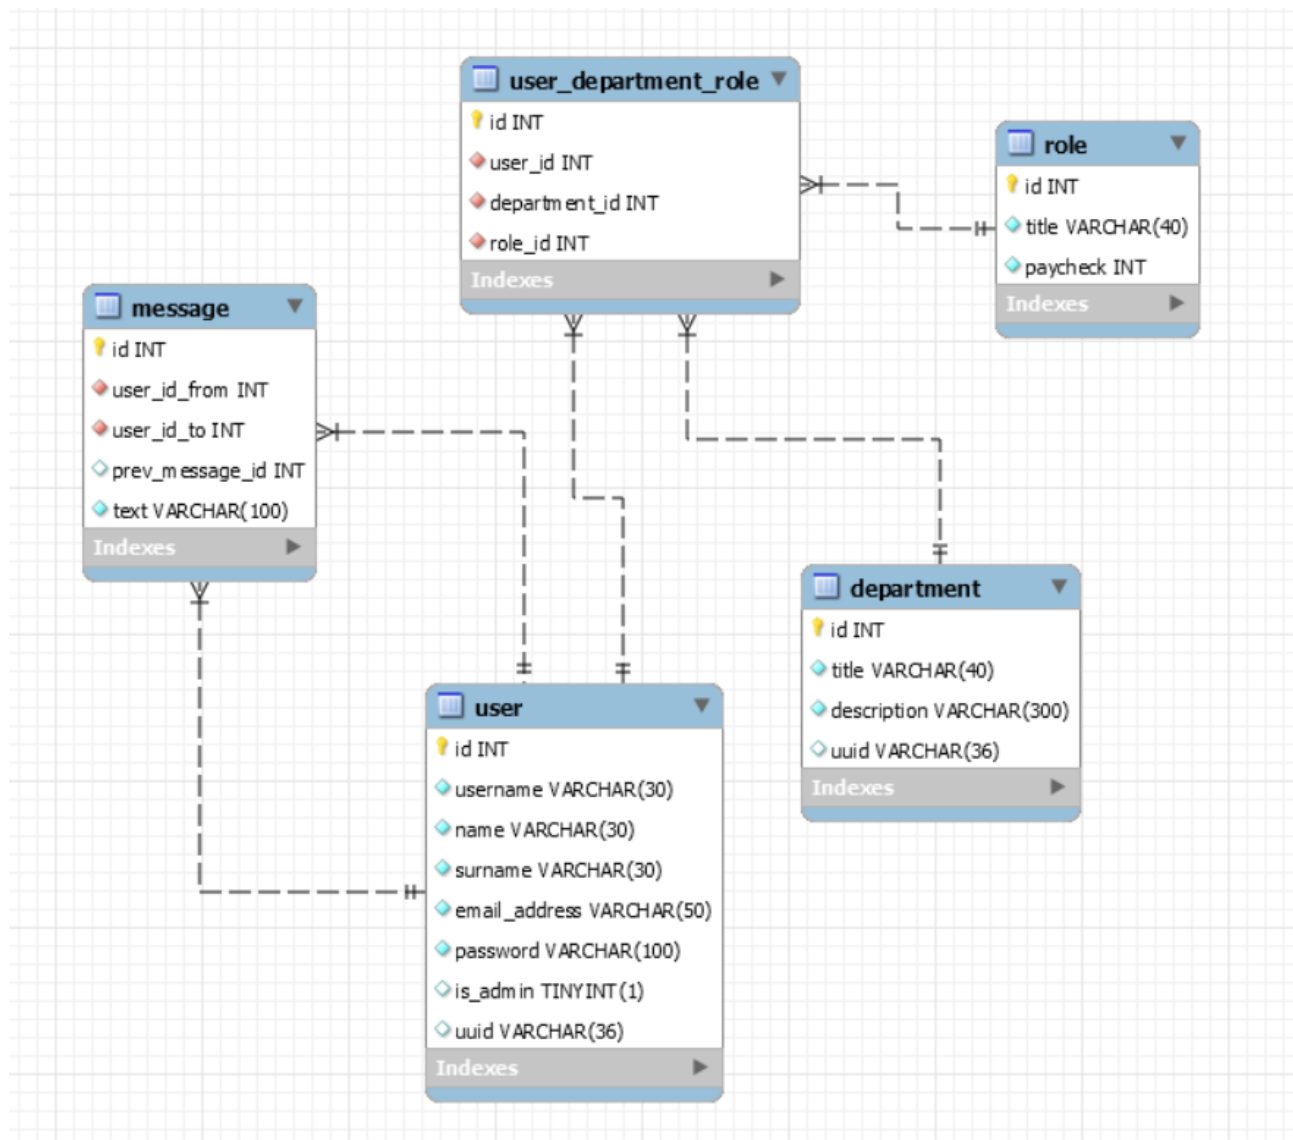 user_department_role
id INT
user_id INT
department_id INT
role_id INT
Indexes
role
id INT
title VARCHAR(40)
paycheck INT
Indexes
message
id INT
user_id_from INT
user_id_to INT
prev_message_id INT
text VARCHAR(100)
Indexes
department
id INT
title VARCHAR(40)
description VARCHAR(300)
uuid VARCHAR(36)
Indexes
user
id INT
username VARCHAR(30)
name VARCHAR(30)
surname VARCHAR(30)
email_address VARCHAR(50)
password VARCHAR(100)
is_admin TINYINT(1)
uuid VARCHAR(36)
Indexes